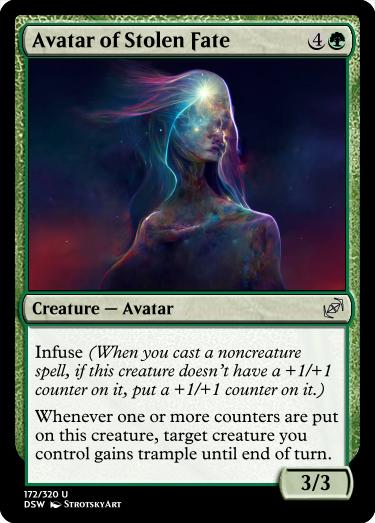 Avatar of Stolen Fate 4
Creature — Avatar
Infuse (When you cast a noncreature
spell, if this creature doesn't have a +1/+1
counter on it, put a +1/+1 counter on it.)
Whenever one or more counters are put
on this creature, target creature you
control gains trample until end of turn.
3/3
172/320 U
DSW StrotskyArt